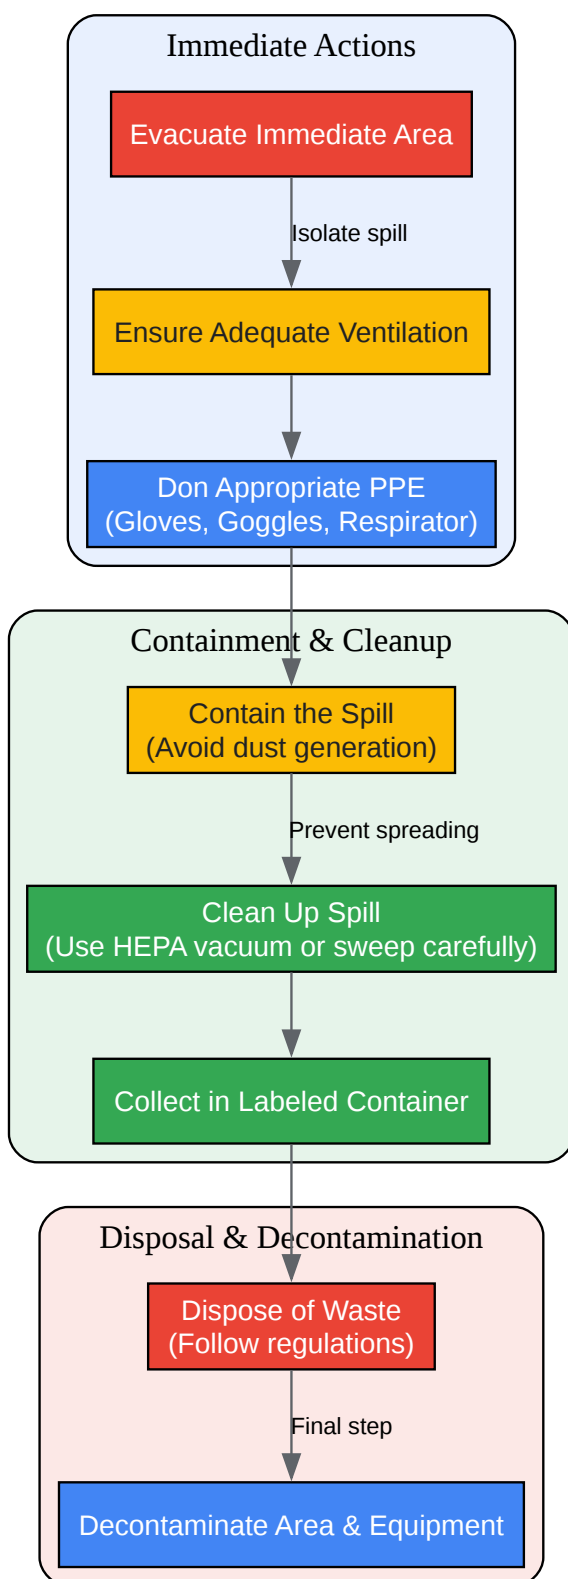 Immediate Actions
Evacuate Immediate Area
Isolate spill
Ensure Adequate Ventilation
Don Appropriate PPE
(Gloves, Goggles, Respirator)
Containment & Cleanup
Contain the Spill
(Avoid dust generation)
Prevent spreading
Clean Up Spill
(Use HEPA vacuum or sweep carefully)
Collect in Labeled Container
Disposal & Decontamination
Dispose of Waste
(Follow regulations)
Final step
Decontaminate Area & Equipment